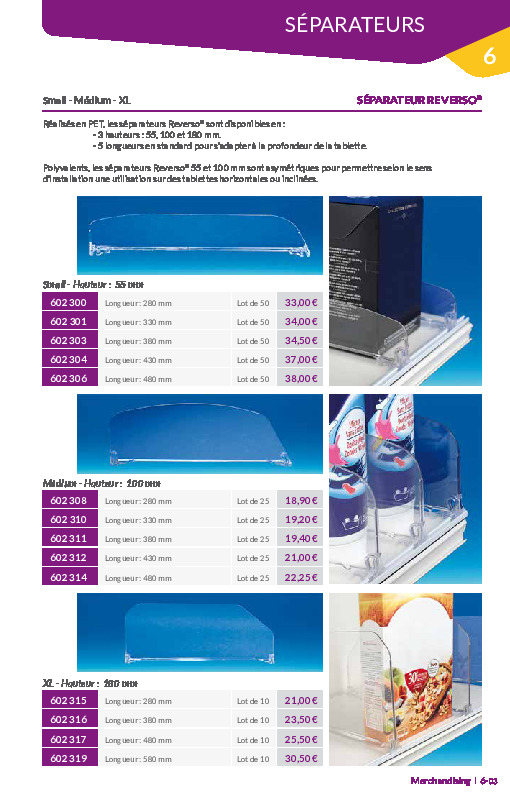 SÉPARATEURS
6
Small - Médium - XL
SÉPARATEUR REVERSO®
Réalisés en PET, les séparateurs Reverso® sont disponibles en :
- 3 hauteurs : 55, 100 et 180 mm.
- 5 longueurs en standard pour s'adapter à la profondeur de la tablette.
Polyvalents, les séparateurs Reverso® 55 et 100 mm sont asymétriques pour permettre selon le sens
d'installation une utilisation sur des tablettes horizontales ou inclinées.
Small - Hauteur : 55 mm
602 300 Longueur : 280 mm Lot de 50 33,00 €
602 301 Longueur : 330 mm Lot de 50 34,00 €
602 303 Longueur : 380 mm Lot de 50 34,50 €
602 304 Longueur : 430 mm Lot de 50 37,00 €
602 306 Longueur : 480 mm Lot de 50 38,00 €
Médium - Hauteur : 100 mm
602 308 Longueur : 280 mm Lot de 25 18,90 €
602 310 Longueur : 330 mm Lot de 25 19,20 €
602 311 Longueur : 380 mm Lot de 25 19,40 €
602 312 Longueur : 430 mm Lot de 25 21,00 €
602 314 Longueur : 480 mm Lot de 25 22,25 €
XL - Hauteur : 180 mm
602 315 Longueur : 280 mm Lot de 10 21,00 €
602 316 Longueur : 380 mm Lot de 10 23,50 €
602 317 Longueur : 480 mm Lot de 10 25,50 €
602 319 Longueur : 580 mm Lot de 10 30,50 €
30
Merchandising | 6-03